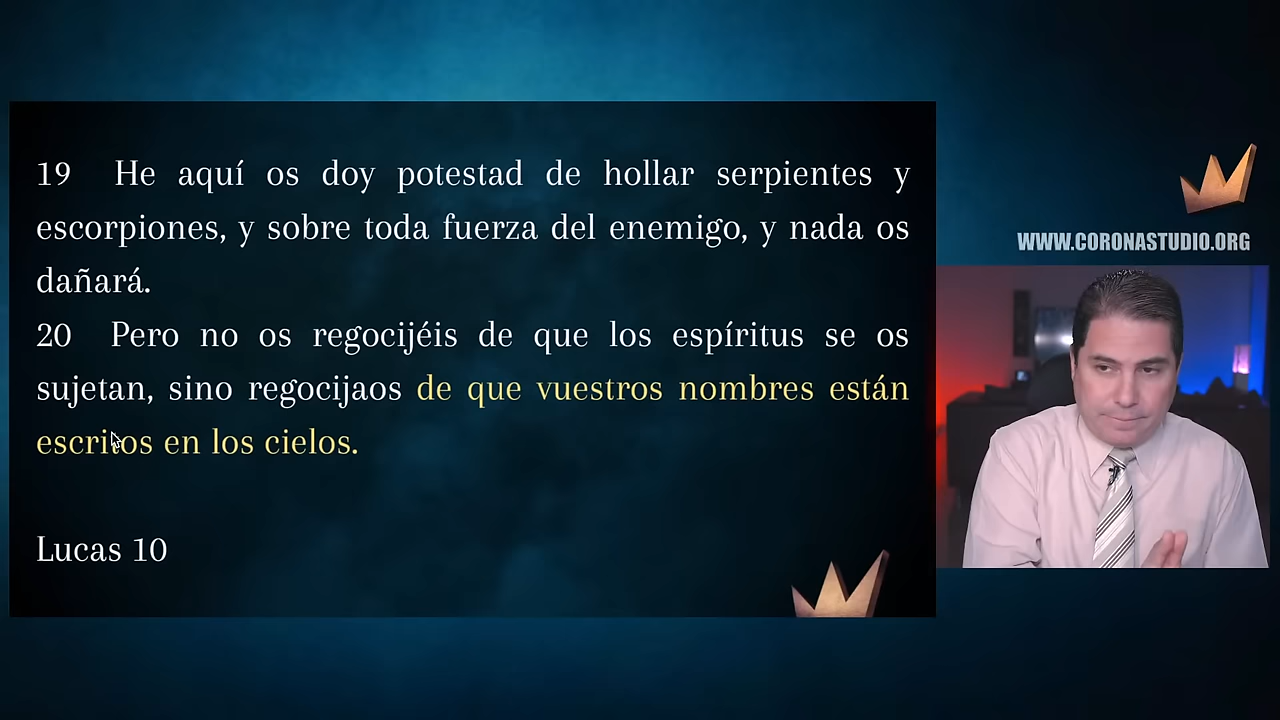 19 He aquí os doy potestad de hollar serpientes y
escorpiones, y sobre toda fuerza del enemigo, y nada os
dañará.
20 Pero no os regocijéis de que los espíritus se os
sujetan, sino regocijaos de que vuestros nombres están
escritos en los cielos.
Lucas 10
WWW.CORONASTUDIO.ORG